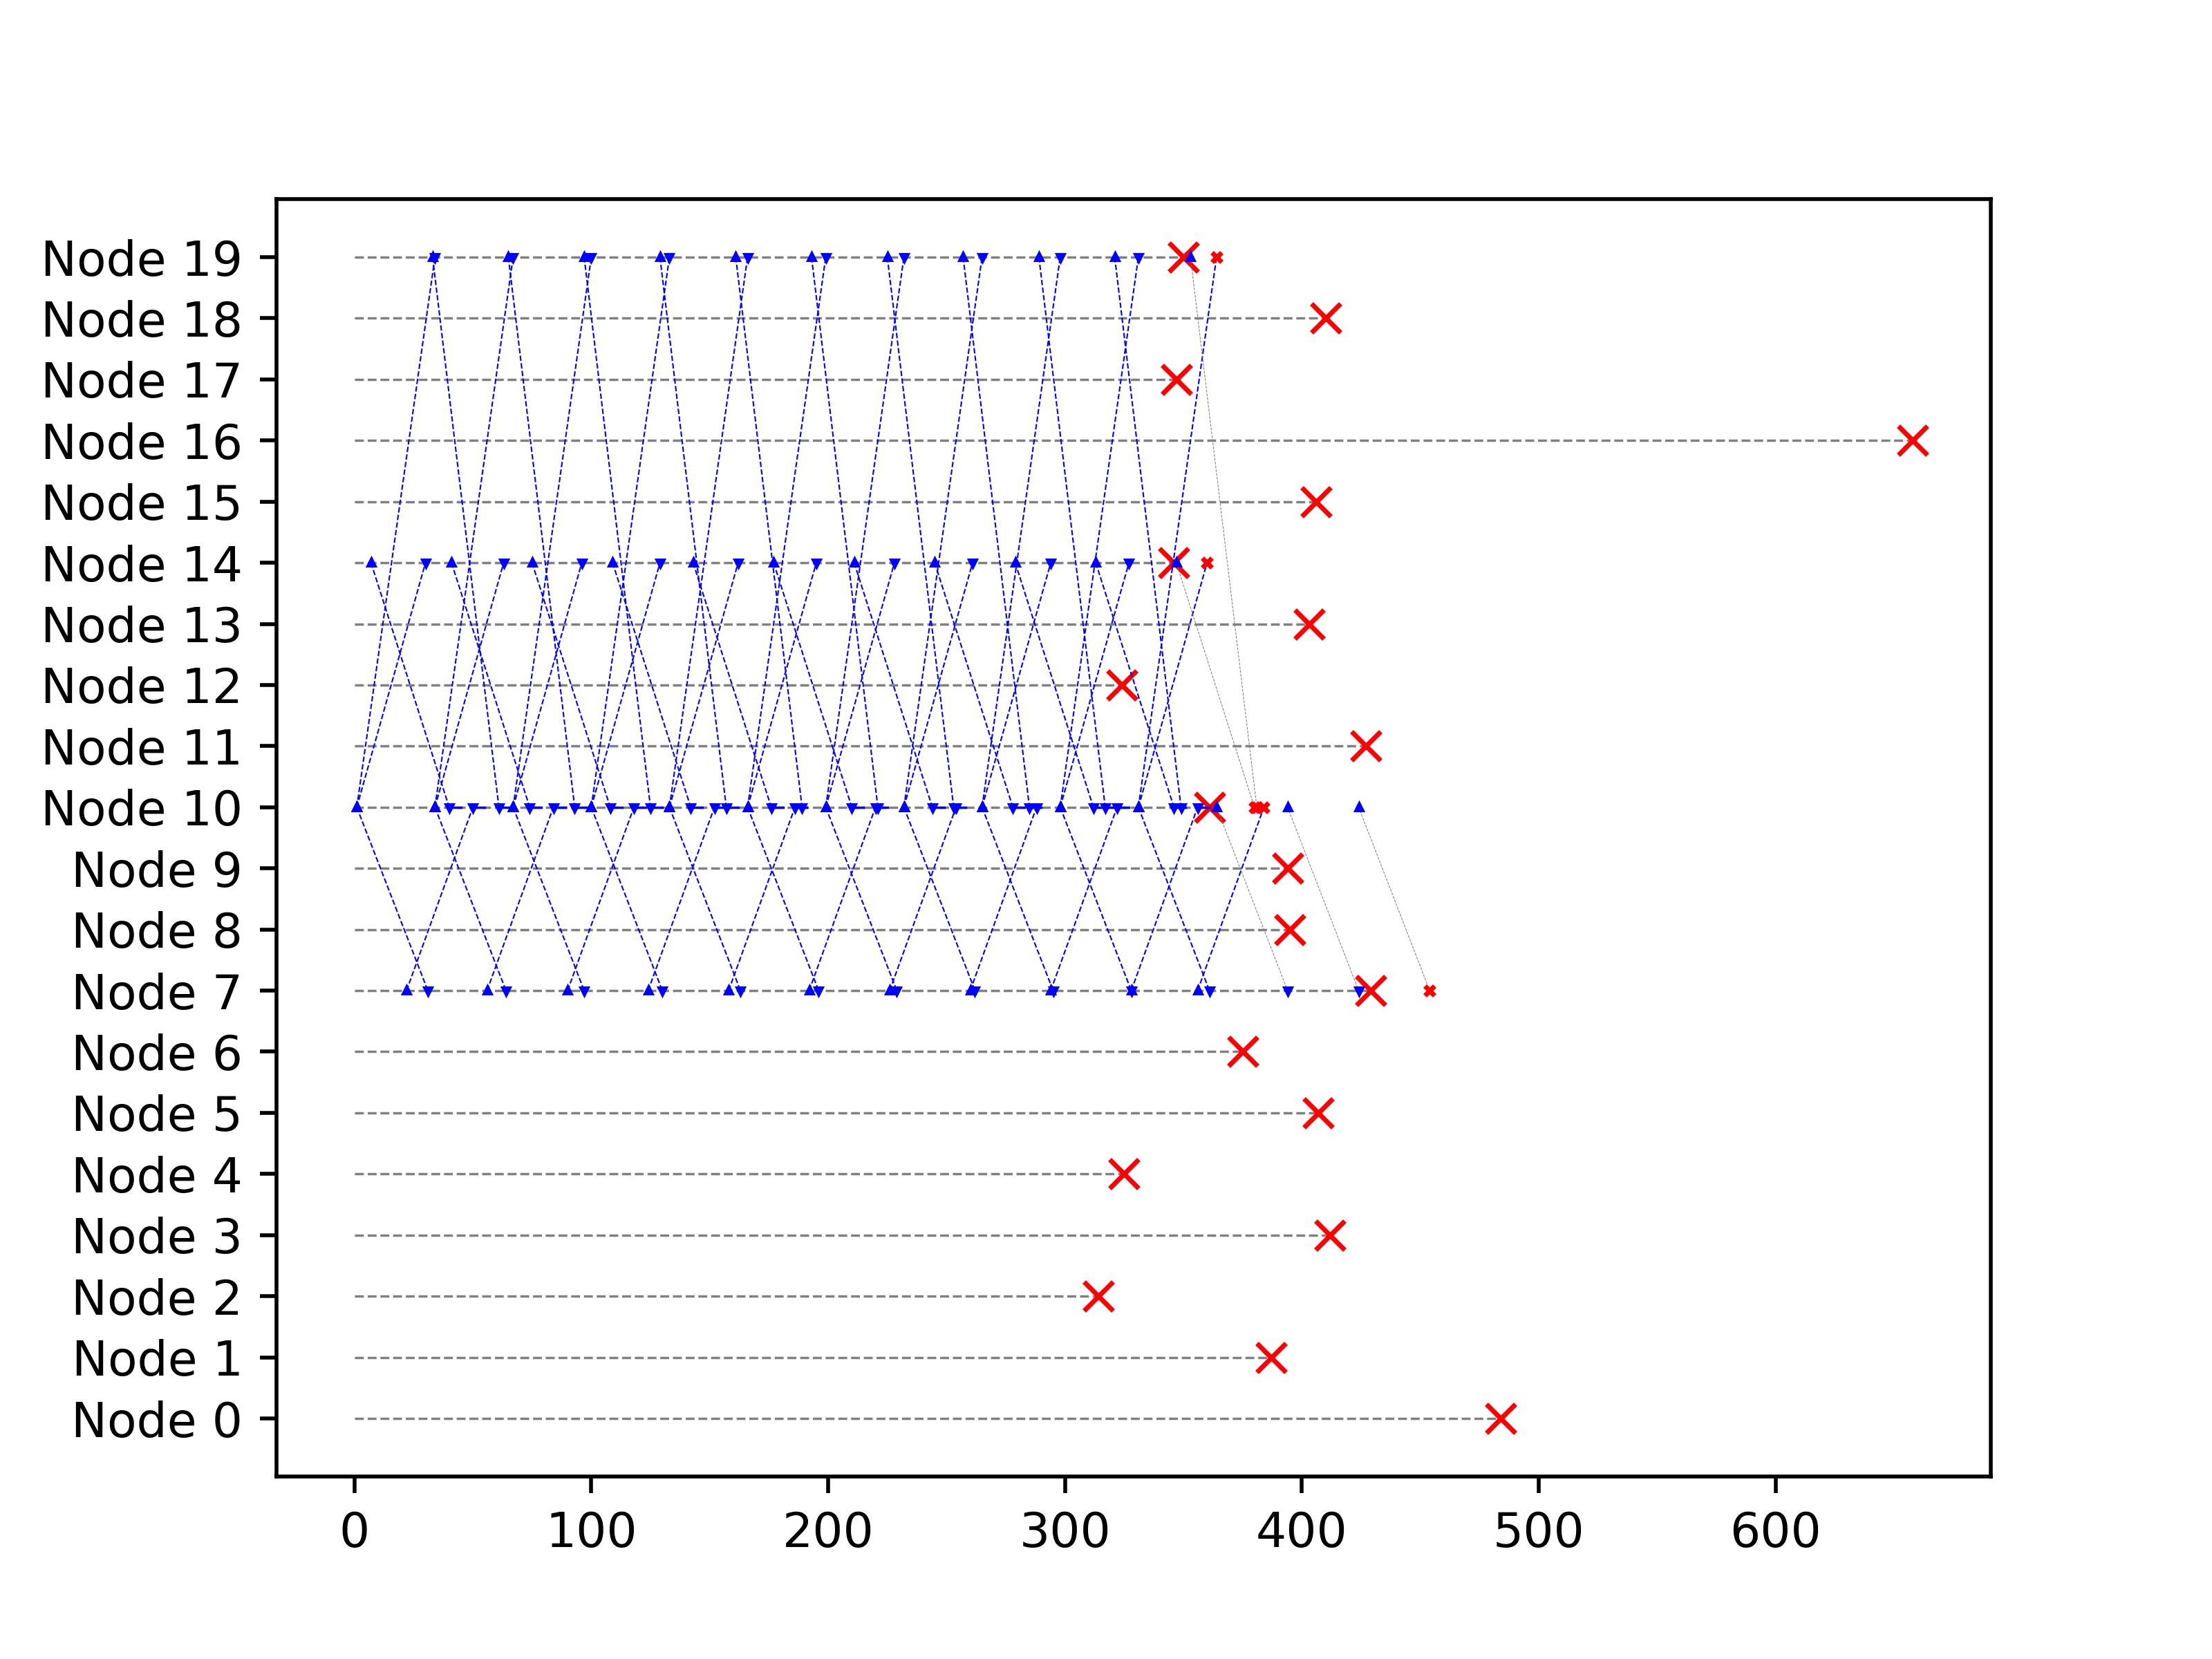 Node 19
Node 18
Node 17
Node 16
Node 15
Node 14
Node 13
Node 12
Node 11
Node 10
Node 9
Node 8
Node 7
Node 6
Node 5
Node 4
Node 3
Node 2
Node 1
Node 0
0 100 200 300 400 500 600